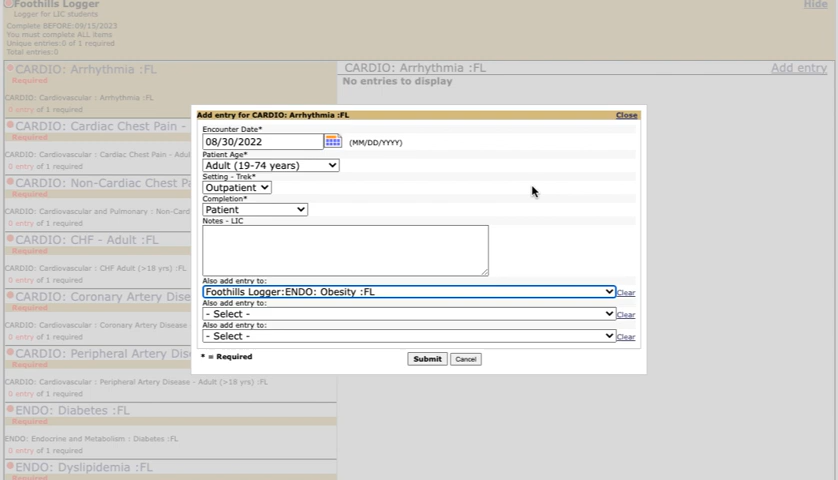 Foothills Logger
Hide
Logger for LIC students
Complete BEFORE:09/15/2023
You must complete ALL items
Unique entries:0 of 1 required
Total entries:0
CARDIO: Arrhythmia :FL
Required
CARDIO: Cardiovascular : Arrhythmia :FL
0 entry of 1 required
CARDIO: Cardiac Chest Pain -
Required
CARDIO: Cardiovascular : Cardiac Chest Pain - Adul
0 entry of 1 required
CARDIO: Non-Cardiac Chest Pa
Required
CARDIO: Cardiovascular and Pulmonary : Non-Card
0 entry of 1 required
CARDIO: CHF - Adult :FL
Required
CARDIO: Cardiovascular : CHF Adult (>18 yrs) :FL
0 entry of 1 required
CARDIO: Coronary Artery Dise
Required
CARDIO: Cardiovascular : Coronary Artery Disease
0 entry of 1 required
CARDIO: Peripheral Artery Dis
Required
CARDIO: Cardiovascular : Peripheral Artery Disease - Adult (>18 yrs) :FL
0 entry of 1 required
ENDO: Diabetes :FL
Required
ENDO: Endocrine and Metabolism : Diabetes :FL
0 entry of 1 required
ENDO: Dyslipidemia :FL
CARDIO: Arrhythmia :FL
Add entry
No entries to display
Add entry for CARDIO: Arrhythmia :FL
Close
Encounter Date*
08/30/2022
(MM/DD/YYYY)
Patient Age*
Adult (19-74 years)
Setting - Trek*
Outpatient
Completion*
Patient
Notes - LIC
Also add entry to:
Foothills Logger:ENDO: Obesity :FL
Clear
Also add entry to:
- Select -
Clear
Also add entry to:
- Select -
Clear
* = Required
Submit
Cancel